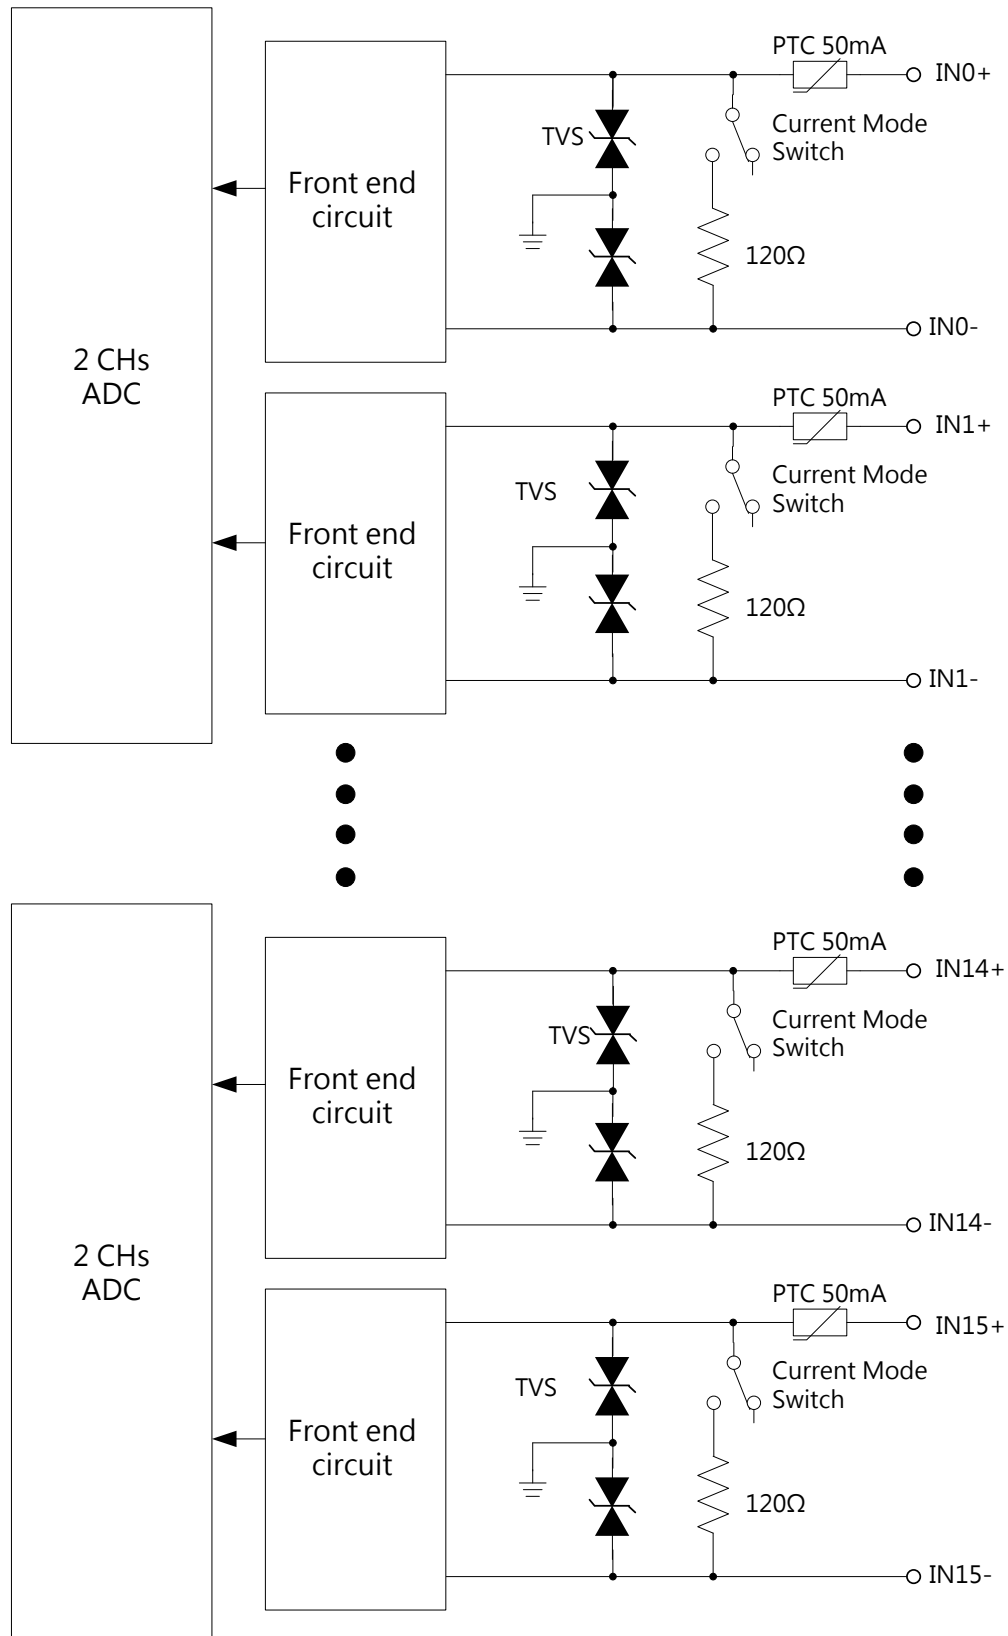 PTC 50mA
IN0+
TVS
Current Mode
Switch
Front end
circuit
120Ω
IN0-
2 CHs
ADC
PTC 50mA
IN1+
TVS
Current Mode
Switch
Front end
circuit
120Ω
IN1-
PTC 50mA
IN14+
TVS
Current Mode
Switch
Front end
circuit
120Ω
IN14-
2 CHs
ADC
PTC 50mA
IN15+
TVS
Current Mode
Switch
Front end
circuit
120Ω
IN15-